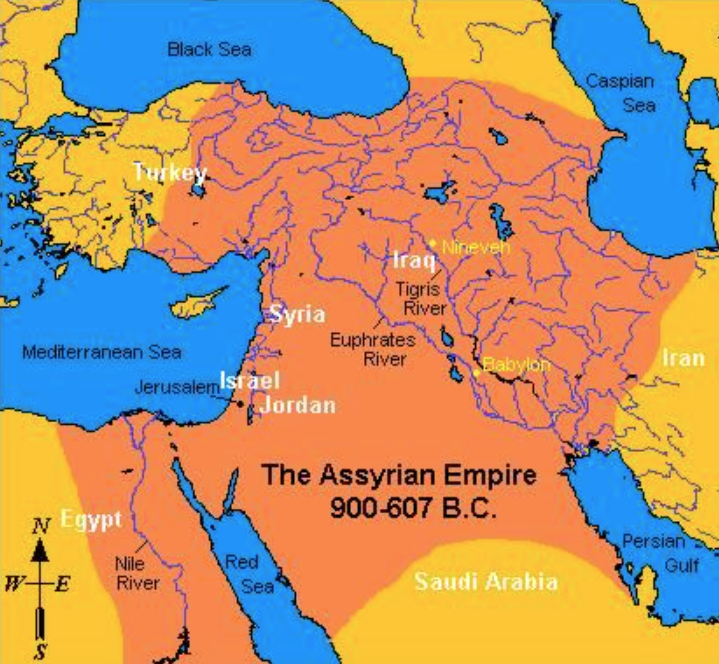 Black Sea
Caspian
Sea
Turkey
Nineveh
Iraq
Tigris
River
Syria
Euphrates
River
Mediterranean Sea
Iran
Babylon
Jerusalem
Israel
Jordan
The Assyrian Empire
900-607 B.C.
Egypt
N
W E
S
Nile
River
Red
Sea
Persian
Gulf
Saudi Arabia